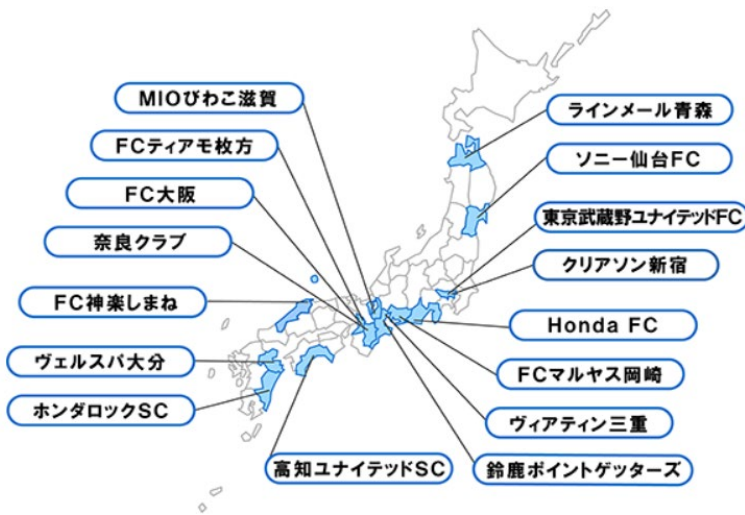 MIOびわこ滋賀
FCティアモ枚方
FC大阪
奈良クラブ
FC神楽しまね
ヴェルスパ大分
ホンダロックSC
高知ユナイテッドSC
ラインメール青森
ソニー仙台FC
東京武蔵野ユナイテッドFC
クリアソン新宿
Honda FC
FCマルヤス岡崎
ヴィアティン三重
鈴鹿ポイントゲッターズ